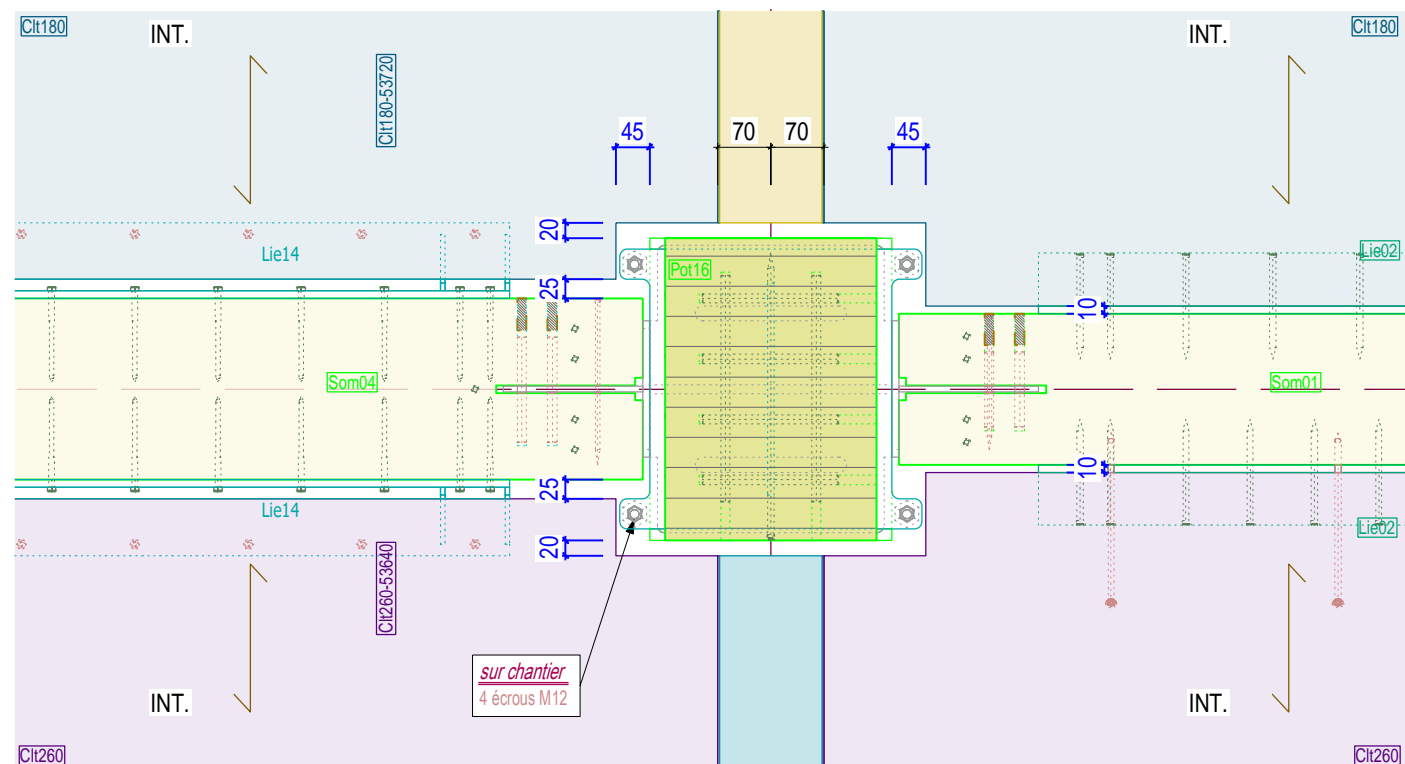 Clt180
INT.
INT.
Clt180
Clt180-53720
45
70
70
45
20
Lie14
Pot16
Lie02
25
10
Som04
Som01
25
10
Lie14
Lie02
20
Clt260-53640
sur chantier
4 écrous M12
INT.
INT.
Clt260
Clt260